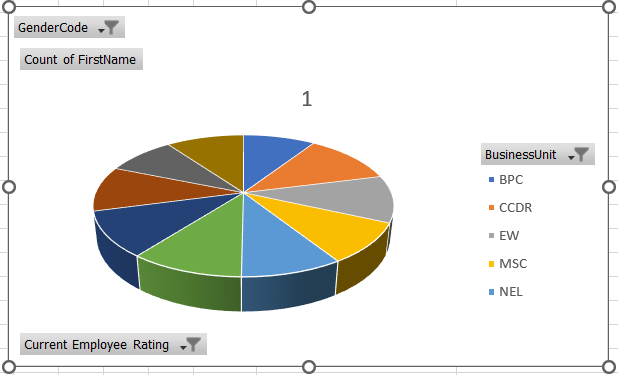 GenderCode
Count of FirstName
1
BusinessUnit
BPC
CCDR
EW
MSC
NEL
Current Employee Rating